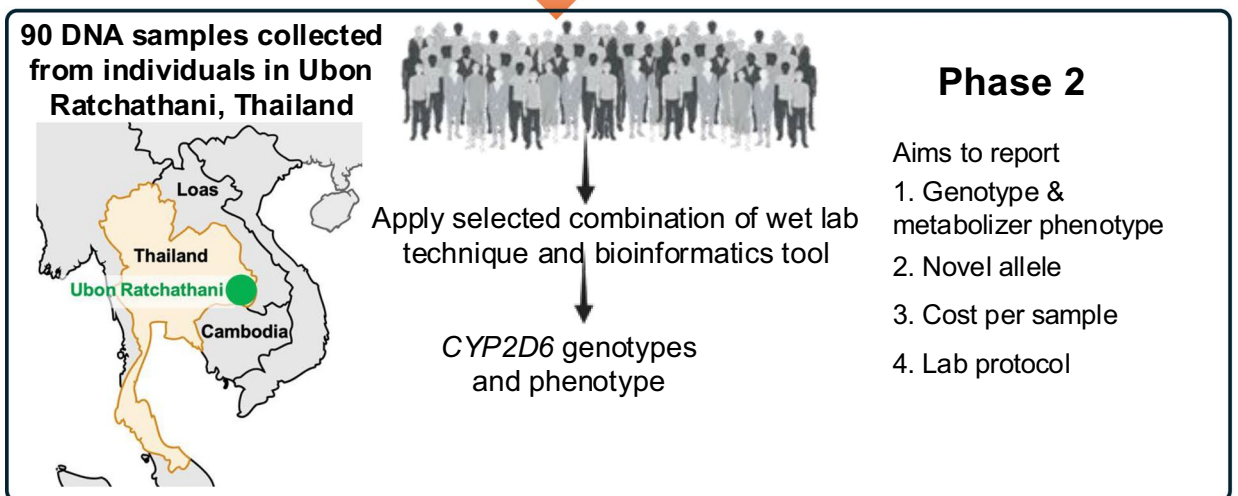 90 DNA samples collected
from individuals in Ubon
Ratchathani, Thailand
Loas
Thailand
Ubon Ratchathani
Cambodia
Apply selected combination of wet lab
technique and bioinformatics tool
CYP2D6 genotypes
and phenotype
Phase 2
Aims to report
1. Genotype &
metabolizer phenotype
2. Novel allele
3. Cost per sample
4. Lab protocol